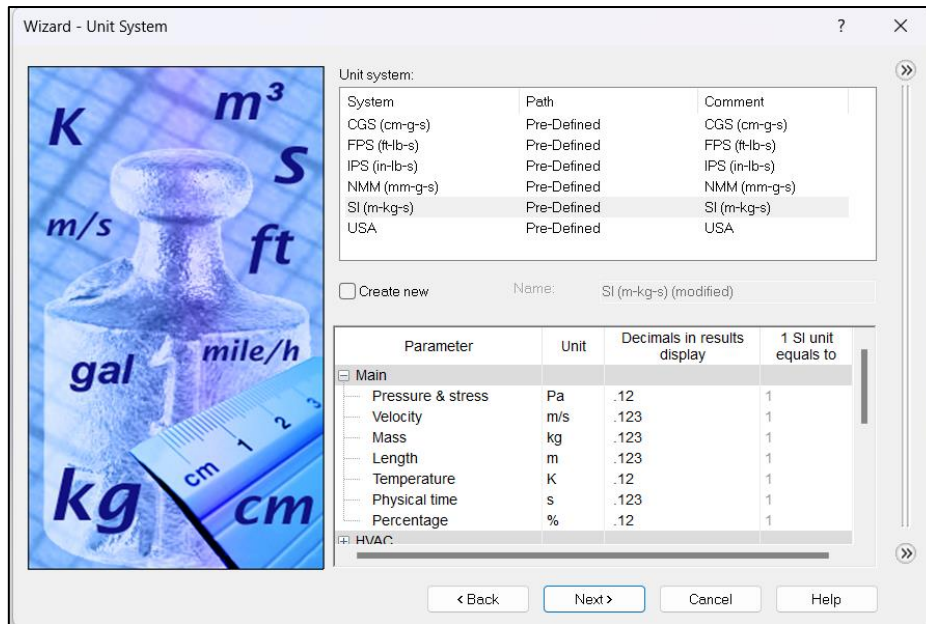 Wizard - Unit System ?
K
m³
S
m/s
ft
gal
mile/h
1 2 3
cm
kg
cm
Unit system:
System Path Comment
CGS (cm-g-s) Pre-Defined CGS (cm-g-s)
FPS (ft-lb-s) Pre-Defined FPS (ft-lb-s)
IPS (in-lb-s) Pre-Defined IPS (in-lb-s)
NMM (mm-g-s) Pre-Defined NMM (mm-g-s)
SI (m-kg-s) Pre-Defined SI (m-kg-s)
USA Pre-Defined USA
Create new Name: SI (m-kg-s) (modified)
Parameter Unit Decimals in results display 1 SI unit equals to
Main
Pressure & stress Pa .12 1
Velocity m/s .123 1
Mass kg .123 1
Length m .123 1
Temperature K .12 1
Physical time s .123 1
Percentage % .12 1
HVAC
< Back Next > Cancel Help